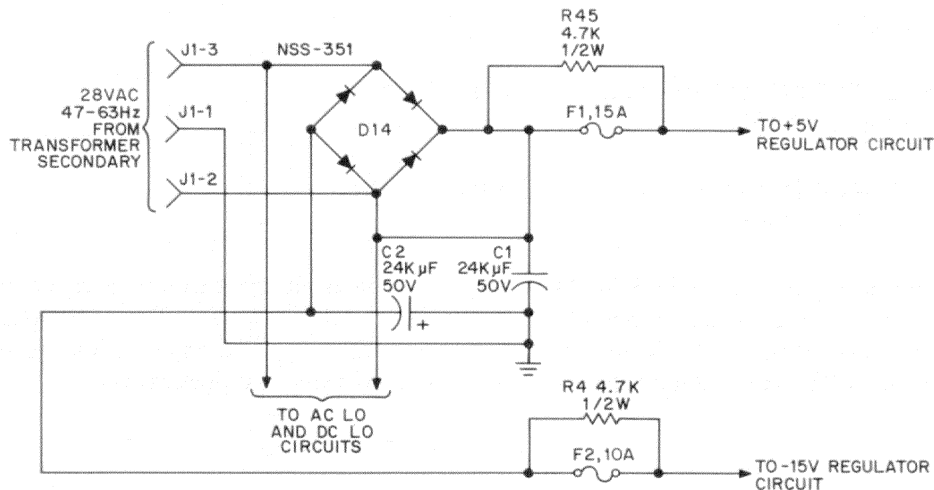 R45
4.7K
1/2W
J1-3
NSS-351
28VAC
47-63Hz
FROM
TRANSFORMER
SECONDARY
J1-1
D14
F1,15A
TO+5V
REGULATOR CIRCUIT
J1-2
C2
24KµF
50V
C1
24KµF
50V
+
TO AC LO
AND DC LO
CIRCUITS
R4 4.7K
1/2W
F2,10A
TO-15V REGULATOR
CIRCUIT